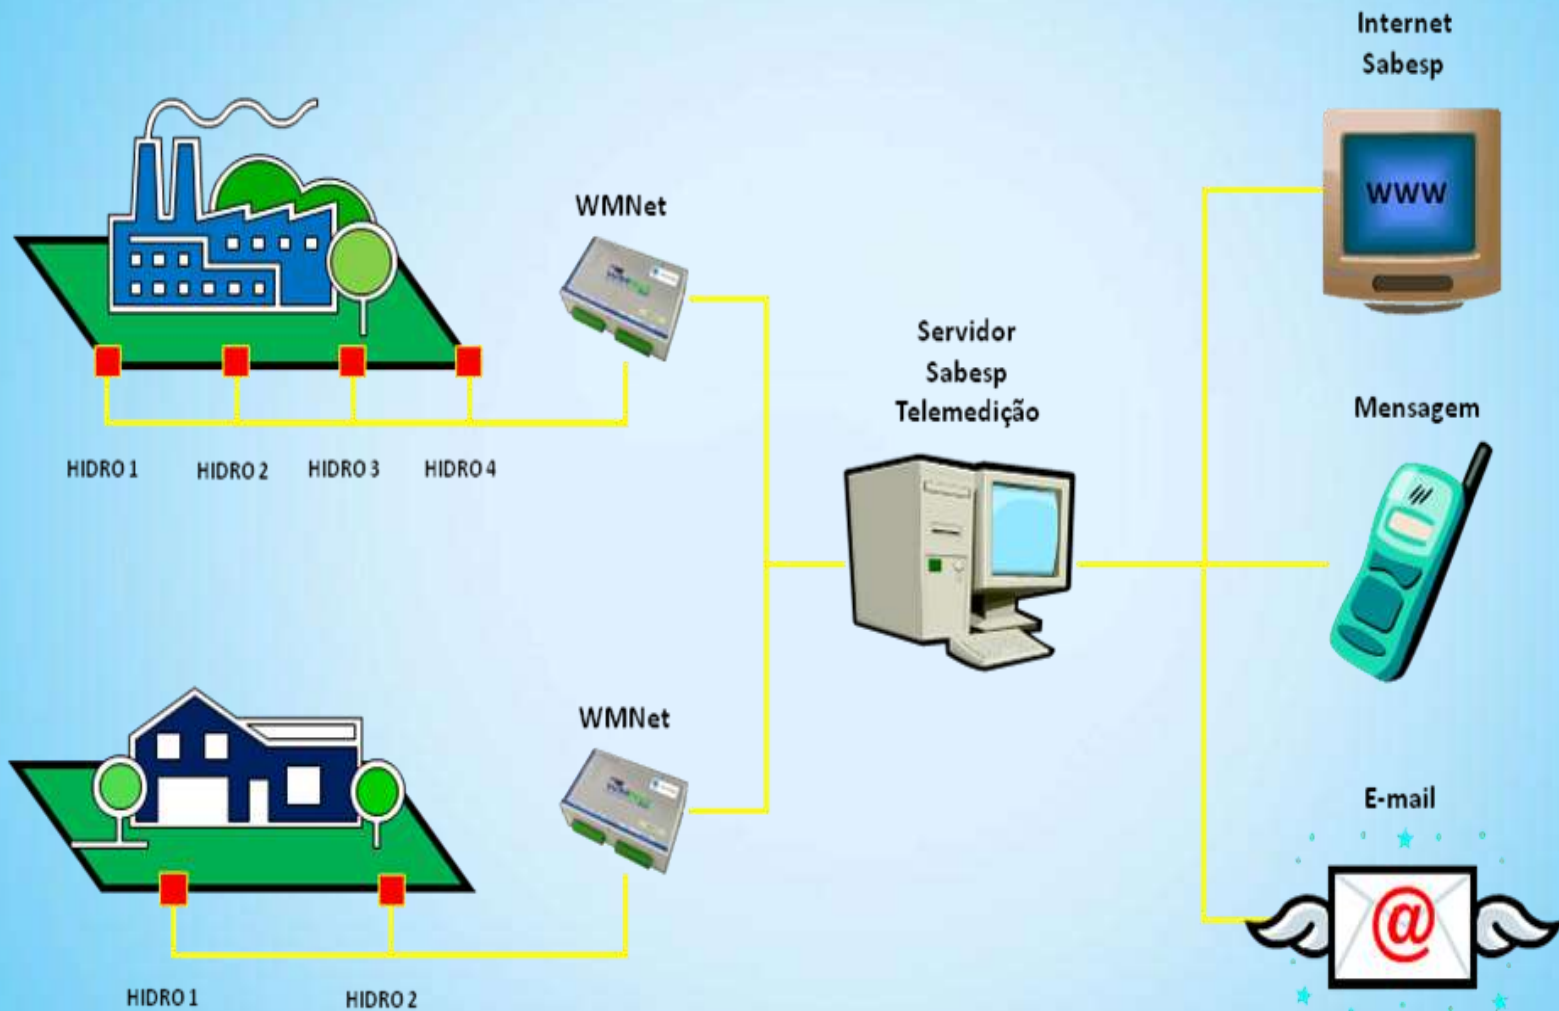 Internet
Sabesp
WWW
WMNet
Servidor
Sabesp
Telemedição
Mensagem
HIDRO 1
HIDRO 2
HIDRO 3
HIDRO 4
WMNet
E-mail
@
HIDRO 1
HIDRO 2